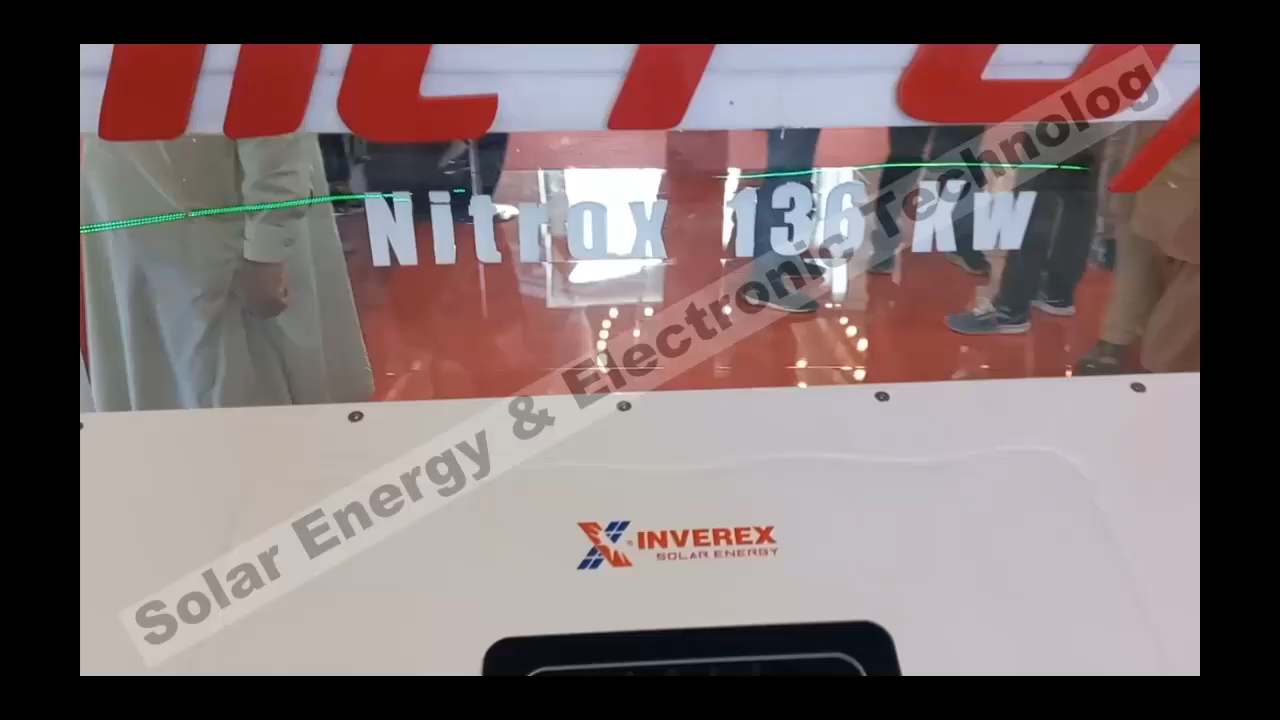 Nitrox 136 Kw
Solar Energy & Electronic Technolog
INVEREX
SOLAR ENERGY